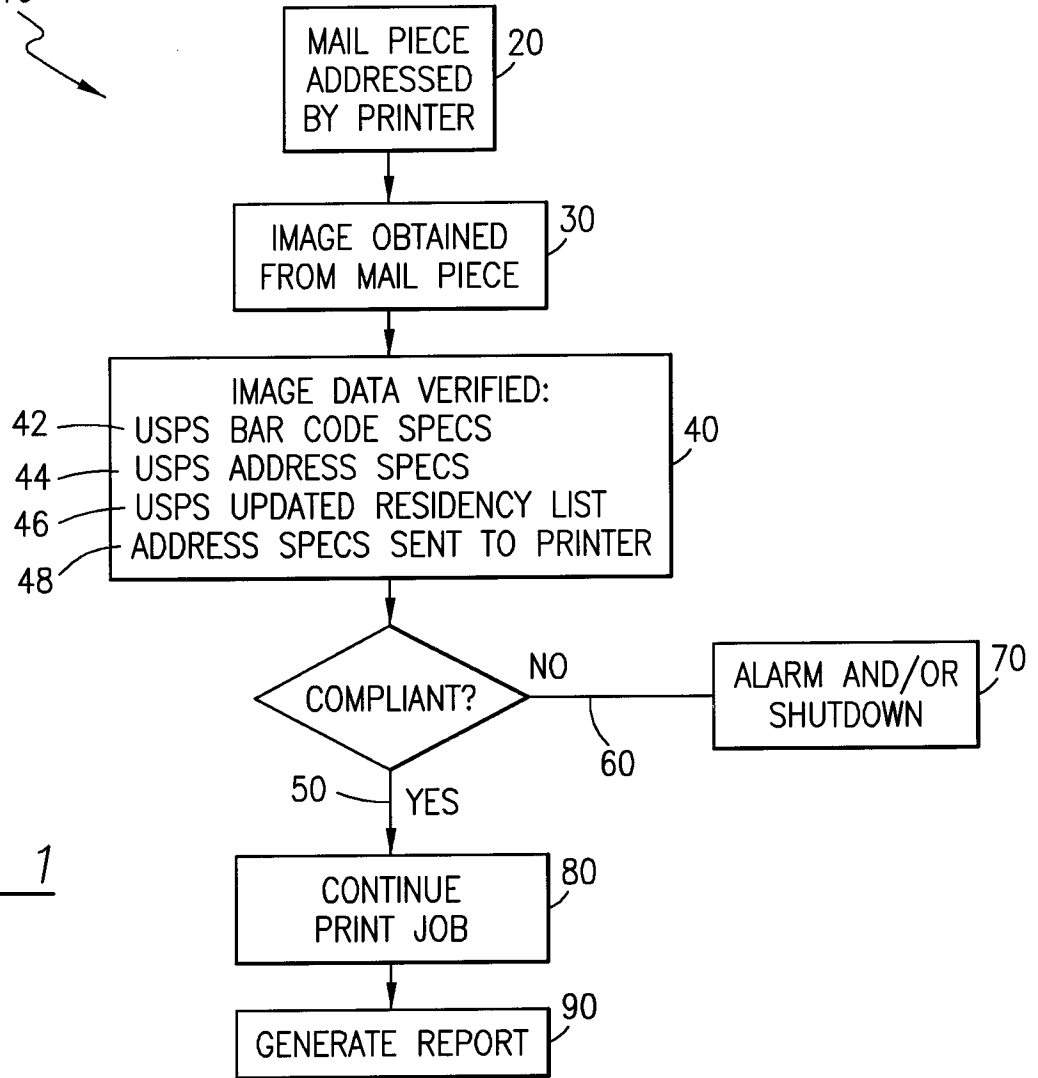 MAIL PIECE
ADDRESSED
BY PRINTER
20
IMAGE OBTAINED
FROM MAIL PIECE
30
IMAGE DATA VERIFIED:
42 USPS BAR CODE SPECS
44 USPS ADDRESS SPECS
46 USPS UPDATED RESIDENCY LIST
48 ADDRESS SPECS SENT TO PRINTER
40
COMPLIANT?
NO
60
ALARM AND/OR
SHUTDOWN
70
50 YES
1
CONTINUE
PRINT JOB
80
GENERATE REPORT
90